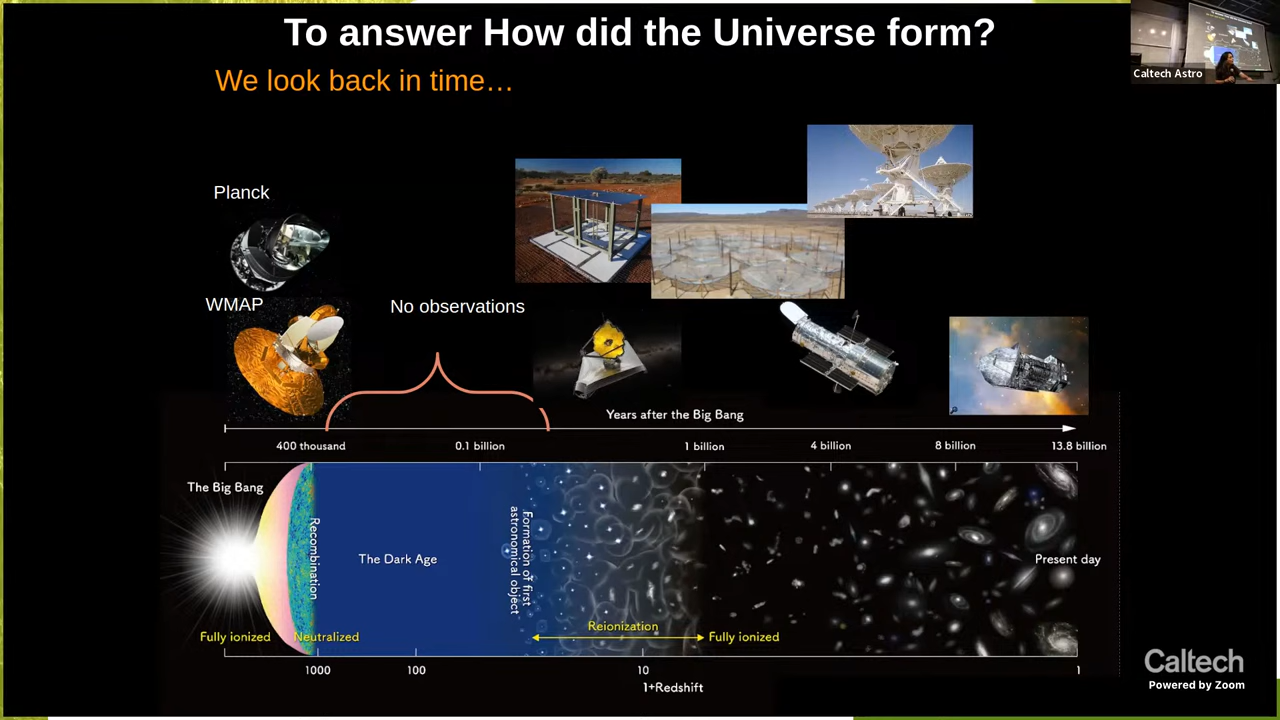 To answer How did the Universe form?
We look back in time…
Caltech Astro
Planck
WMAP
No observations
Years after the Big Bang
400 thousand
0.1 billion
1 billion
4 billion
8 billion
13.8 billion
The Big Bang
Recombination
The Dark Age
Formation of first
astronomical object
Present day
Reionization
Fully ionized
Neutralized
Fully ionized
1000
100
10
1
1+Redshift
Caltech
Powered by Zoom